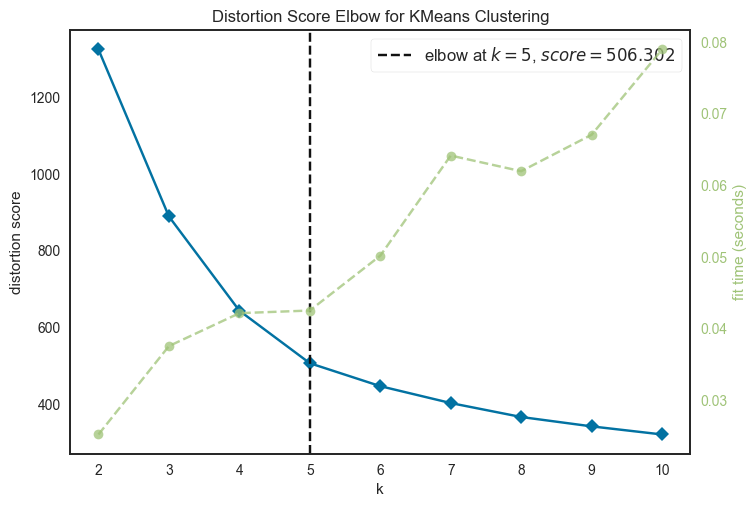 Distortion Score Elbow for KMeans Clustering
elbow at k = 5, score = 506.302
distortion score
1200
1000
800
600
400
2 3 4 5 6 7 8 9 10
k
0.08
0.07
0.06
0.05
0.04
0.03
fit time (seconds)